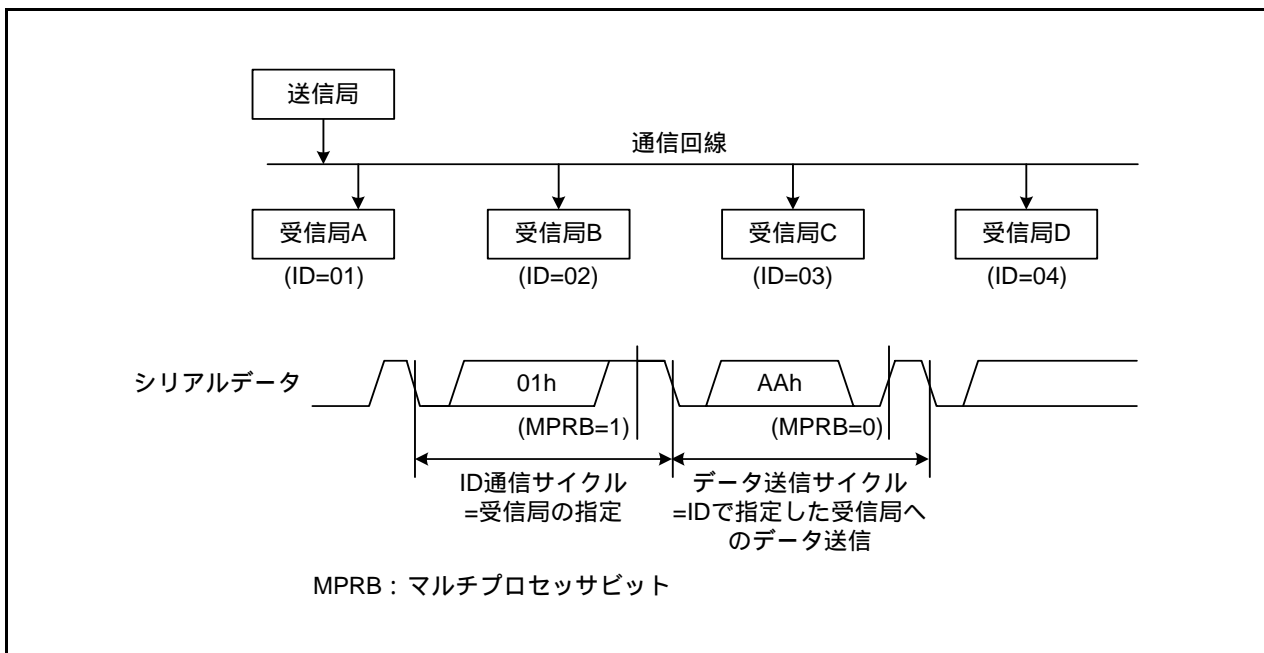 送信局
通信回線
受信局A 受信局B 受信局C 受信局D
(ID=01) (ID=02) (ID=03) (ID=04)
シリアルデータ 01h AAh
(MPRB=1) (MPRB=0)
ID通信サイクル データ送信サイクル
=受信局の指定 =IDで指定した受信局へ
のデータ送信
MPRB：マルチプロセッサビット